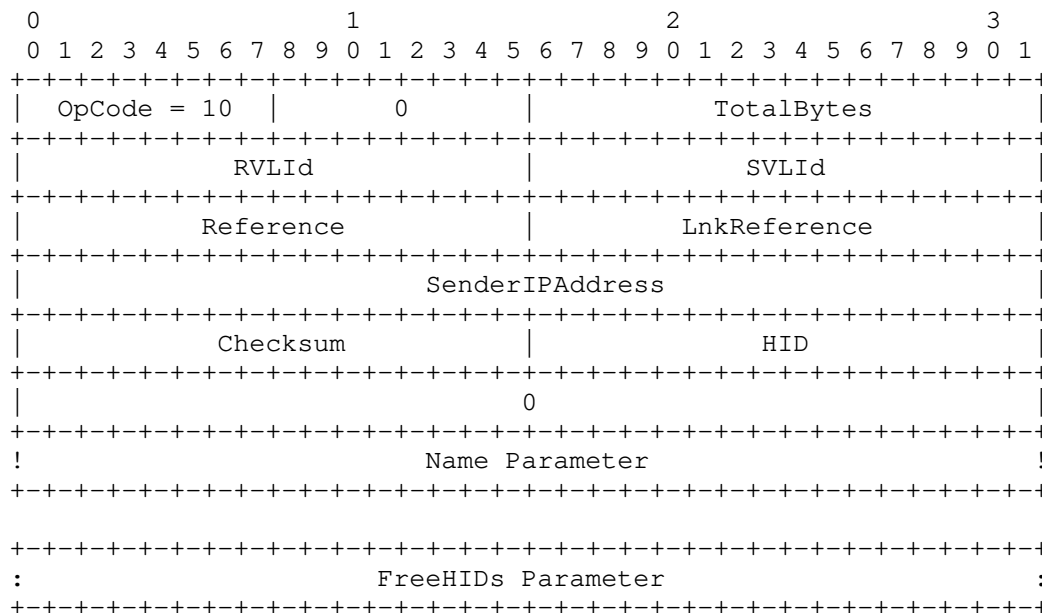 0                   1                   2                   3
 0 1 2 3 4 5 6 7 8 9 0 1 2 3 4 5 6 7 8 9 0 1 2 3 4 5 6 7 8 9 0 1
+-+-+-+-+-+-+-+-+-+-+-+-+-+-+-+-+-+-+-+-+-+-+-+-+-+-+-+-+-+-+-+-+
|  OpCode = 10  |       0       |           TotalBytes          |
+-+-+-+-+-+-+-+-+-+-+-+-+-+-+-+-+-+-+-+-+-+-+-+-+-+-+-+-+-+-+-+-+
|             RVLId             |             SVLId             |
+-+-+-+-+-+-+-+-+-+-+-+-+-+-+-+-+-+-+-+-+-+-+-+-+-+-+-+-+-+-+-+-+
|           Reference           |         LnkReference          |
+-+-+-+-+-+-+-+-+-+-+-+-+-+-+-+-+-+-+-+-+-+-+-+-+-+-+-+-+-+-+-+-+
|                         SenderIPAddress                       |
+-+-+-+-+-+-+-+-+-+-+-+-+-+-+-+-+-+-+-+-+-+-+-+-+-+-+-+-+-+-+-+-+
|            Checksum           |              HID              |
+-+-+-+-+-+-+-+-+-+-+-+-+-+-+-+-+-+-+-+-+-+-+-+-+-+-+-+-+-+-+-+-+
|                               0                               |
+-+-+-+-+-+-+-+-+-+-+-+-+-+-+-+-+-+-+-+-+-+-+-+-+-+-+-+-+-+-+-+-+
!                         Name Parameter                        !
+-+-+-+-+-+-+-+-+-+-+-+-+-+-+-+-+-+-+-+-+-+-+-+-+-+-+-+-+-+-+-+-+
+-+-+-+-+-+-+-+-+-+-+-+-+-+-+-+-+-+-+-+-+-+-+-+-+-+-+-+-+-+-+-+-+
:                      FreeHIDs Parameter                       :
+-+-+-+-+-+-+-+-+-+-+-+-+-+-+-+-+-+-+-+-+-+-+-+-+-+-+-+-+-+-+-+-+